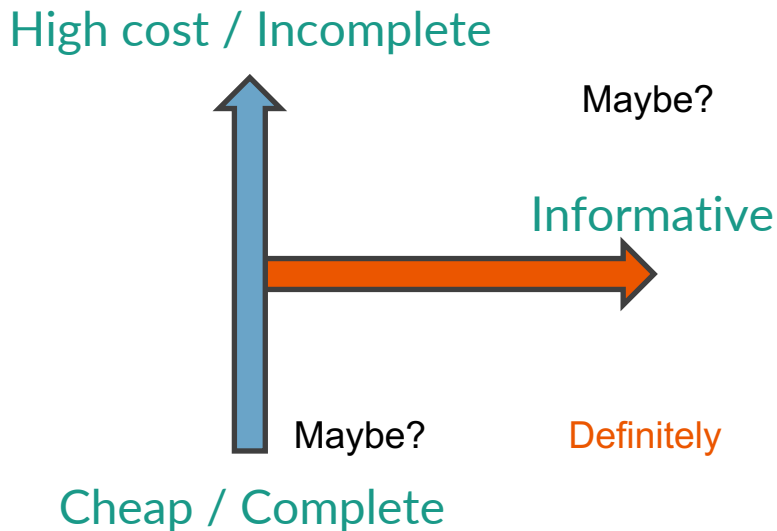 High cost / Incomplete
Maybe?
Informative
Maybe?
Definitely
Cheap / Complete